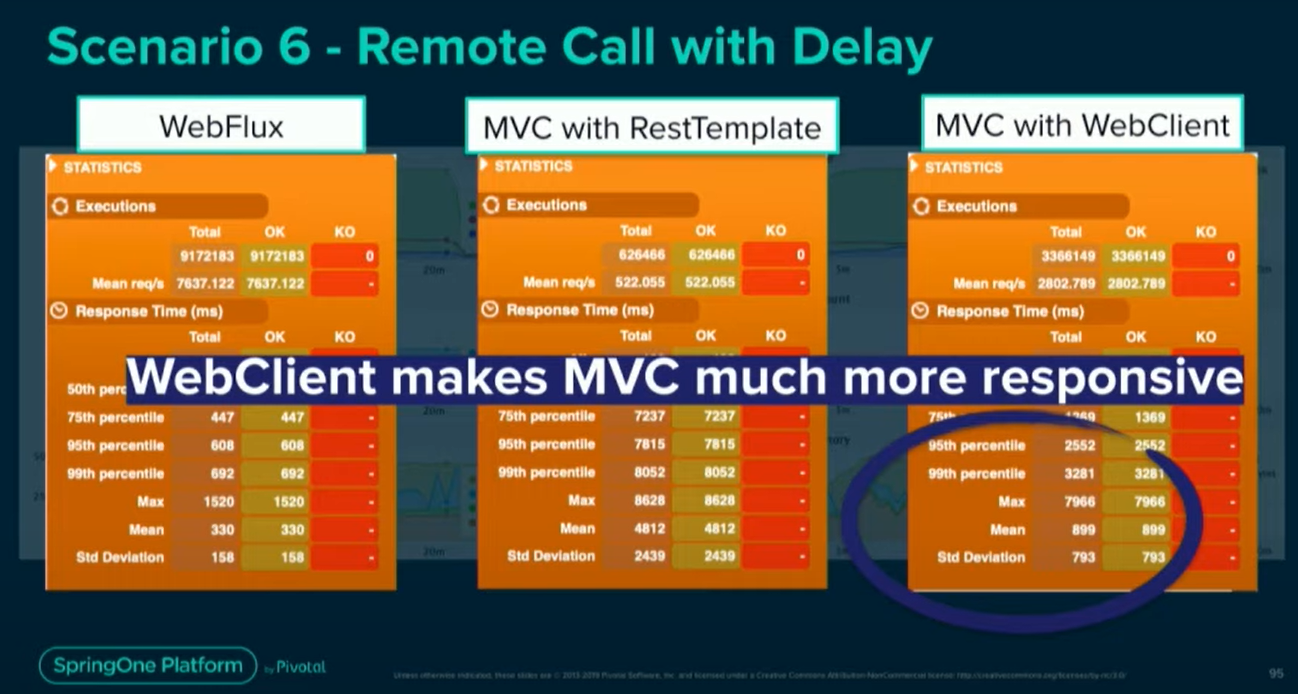 Scenario 6 - Remote Call with Delay
WebFlux
STATISTICS
Executions
Total OK KO
9172183 9172183 0
Mean req/s 7637.122 7637.122 -
Response Time (ms)
Total OK KO
50th
75th percentile 447 447 -
95th percentile 608 608 -
99th percentile 692 692 -
Max 1520 1520 -
Mean 330 330 -
Std Deviation 158 158 -
MVC with RestTemplate
STATISTICS
Executions
Total OK KO
626466 626466 0
Mean req/s 522.055 522.055 -
Response Time (ms)
Total OK KO
75th percentile 7237 7237 -
95th percentile 7815 7815 -
99th percentile 8052 8052 -
Max 8628 8628 -
Mean 4812 4812 -
Std Deviation 2439 2439 -
MVC with WebClient
STATISTICS
Executions
Total OK KO
3366149 3366149 0
Mean req/s 2802.789 2802.789 -
Response Time (ms)
Total OK KO
75th 1369 1369 -
95th percentile 2552 2552 -
99th percentile 3281 3281 -
Max 7966 7966 -
Mean 899 899 -
Std Deviation 793 793 -
WebClient makes MVC much more responsive
20m
20m
20m
SpringOne Platform by Pivotal
Unless otherwise indicated, these slides are © 2013-2019 Pivotal Software, Inc. and licensed under a Creative Commons Attribution-NonCommercial license: http://creativecommons.org/licenses/by-nc/3.0/
95